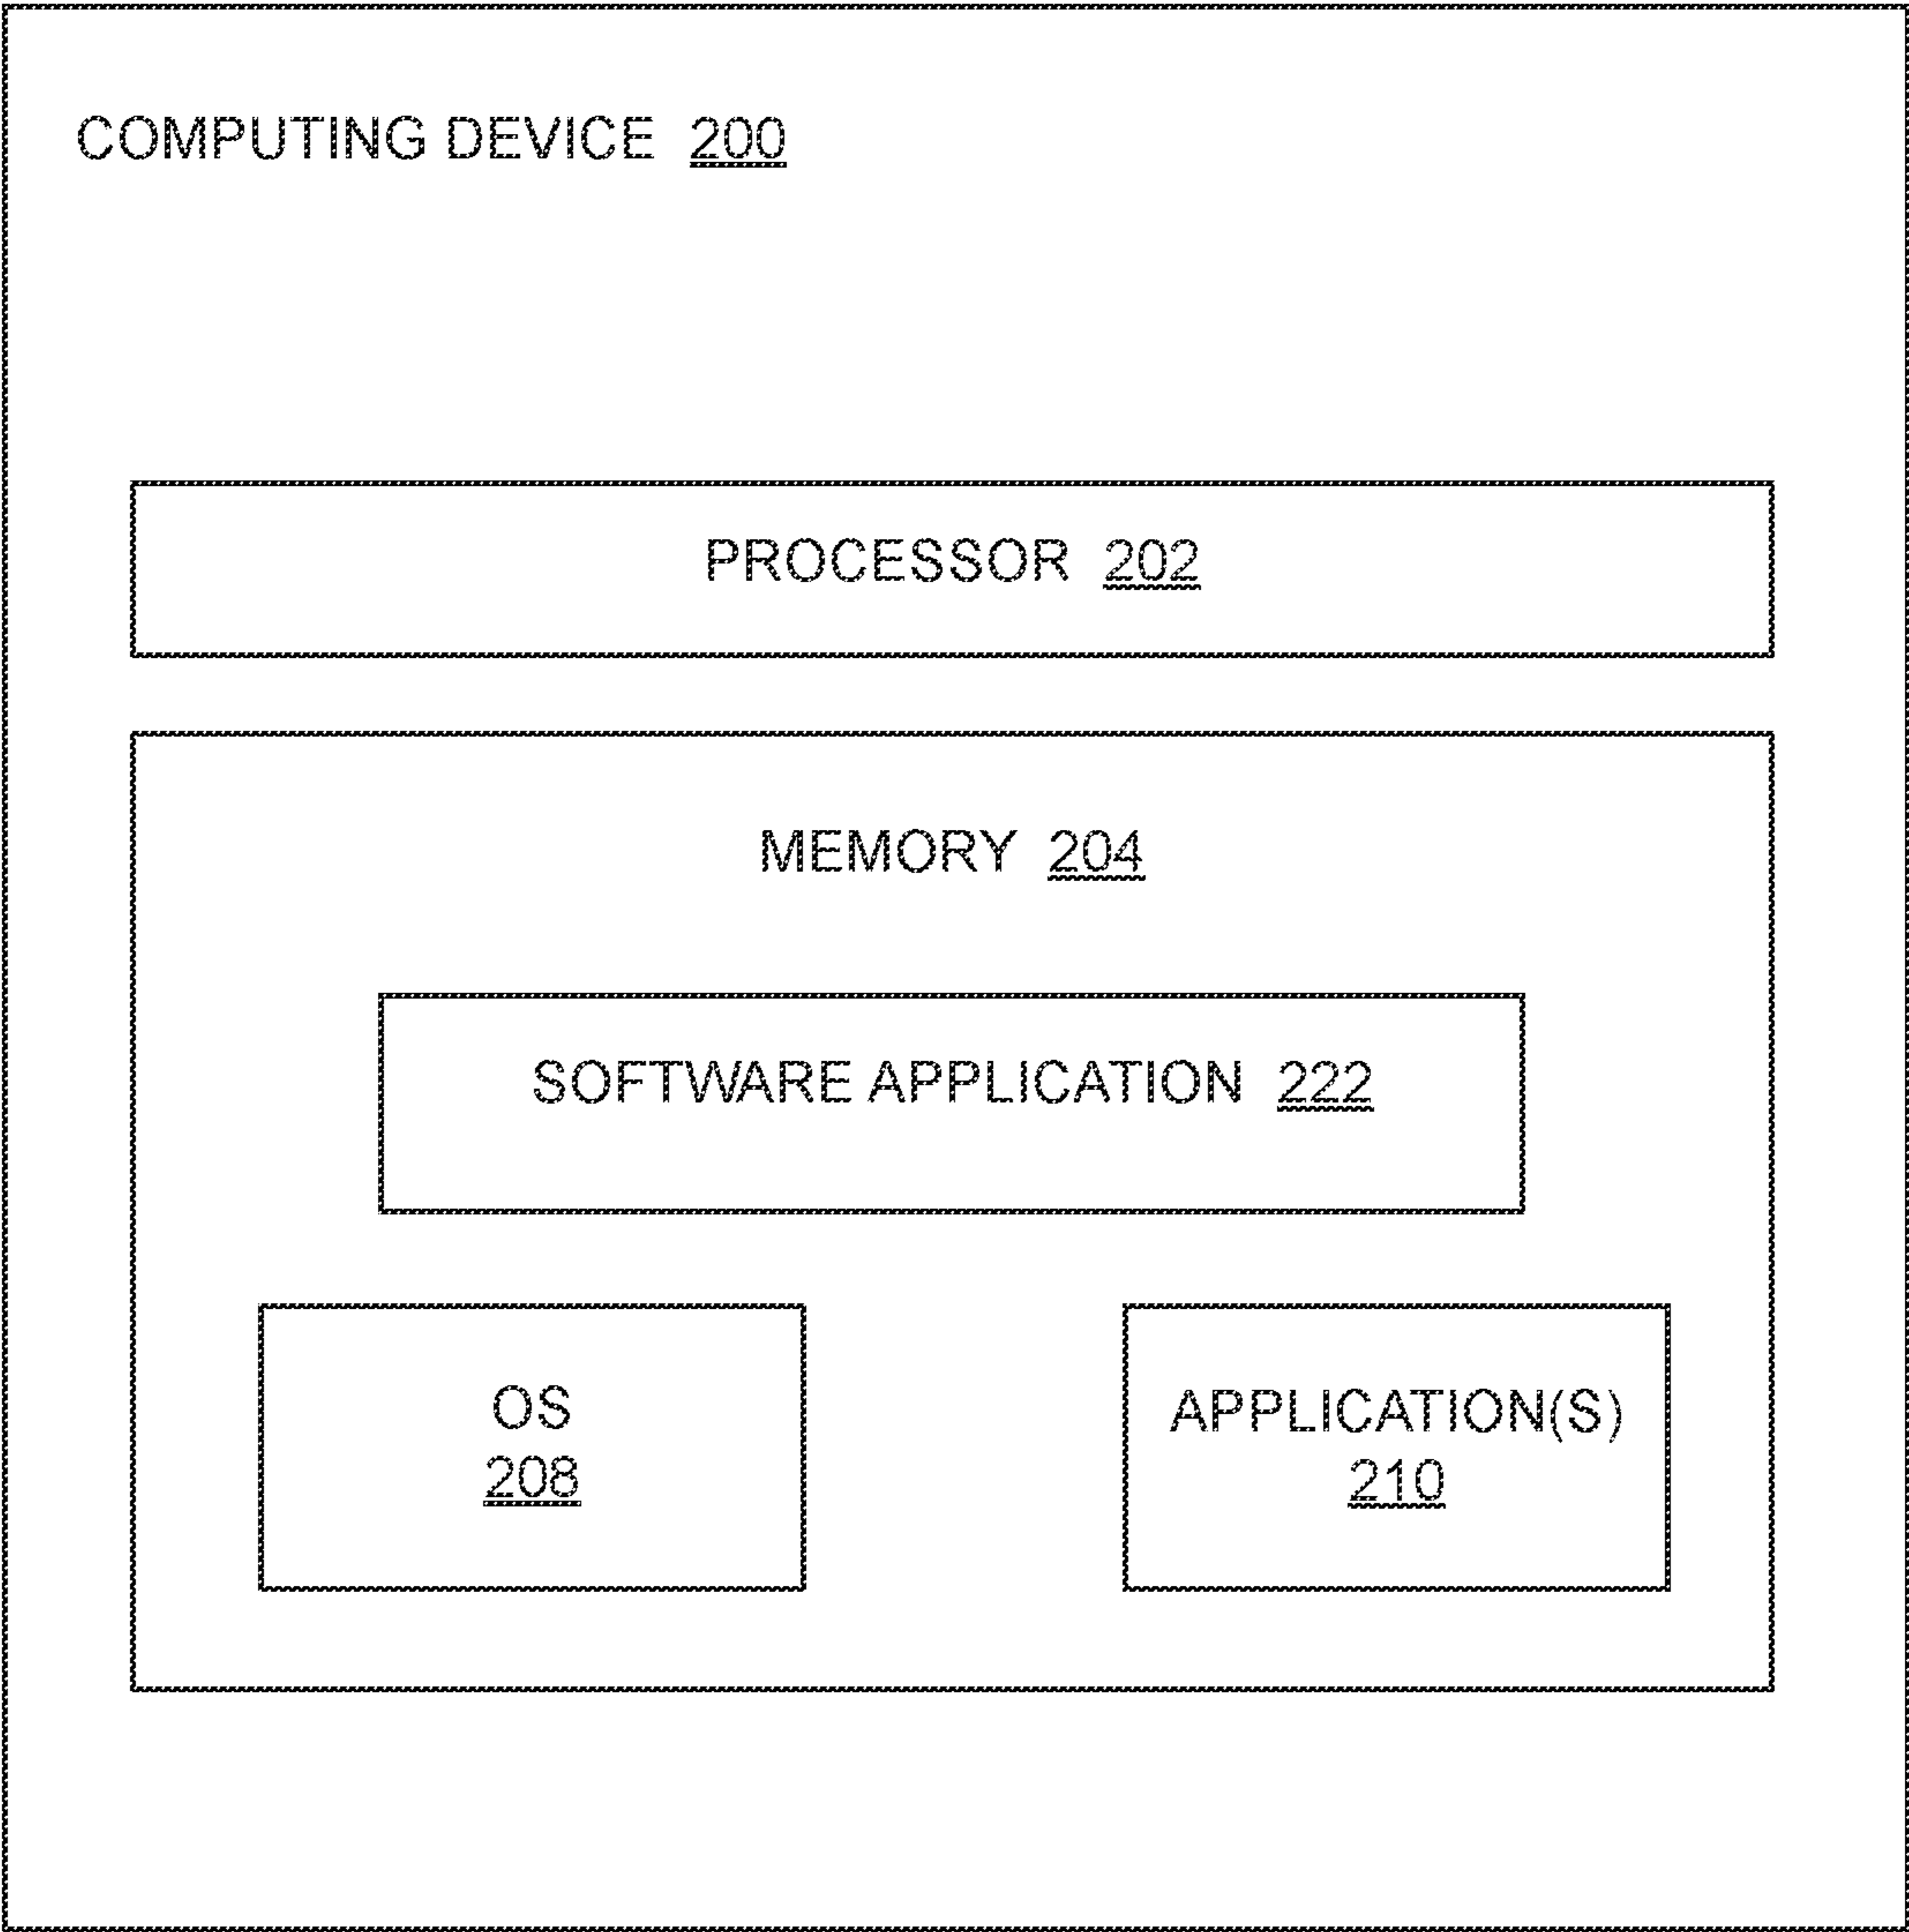 COMPUTING DEVICE 200
PROCESSOR 202
MEMORY 204
SOFTWARE APPLICATION 222
OS
208
APPLICATION(S)
210